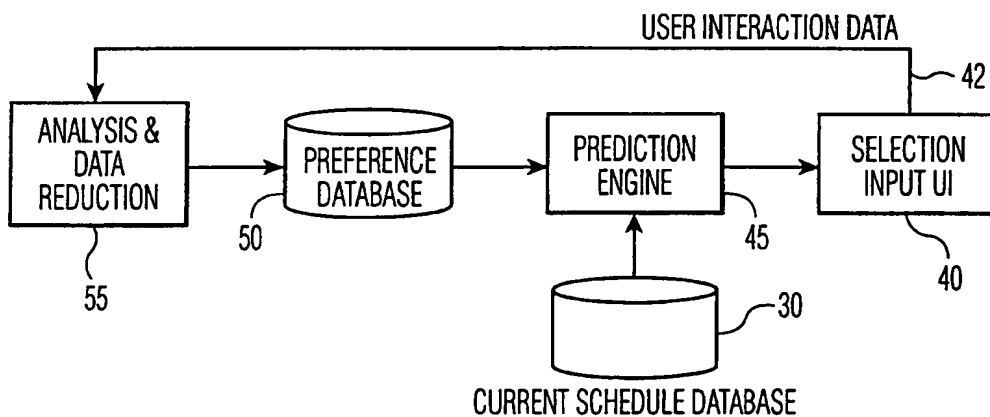 USER INTERACTION DATA
42
ANALYSIS &
DATA
REDUCTION
55
PREFERENCE
DATABASE
50
PREDICTION
ENGINE
45
SELECTION
INPUT UI
40
30
CURRENT SCHEDULE DATABASE